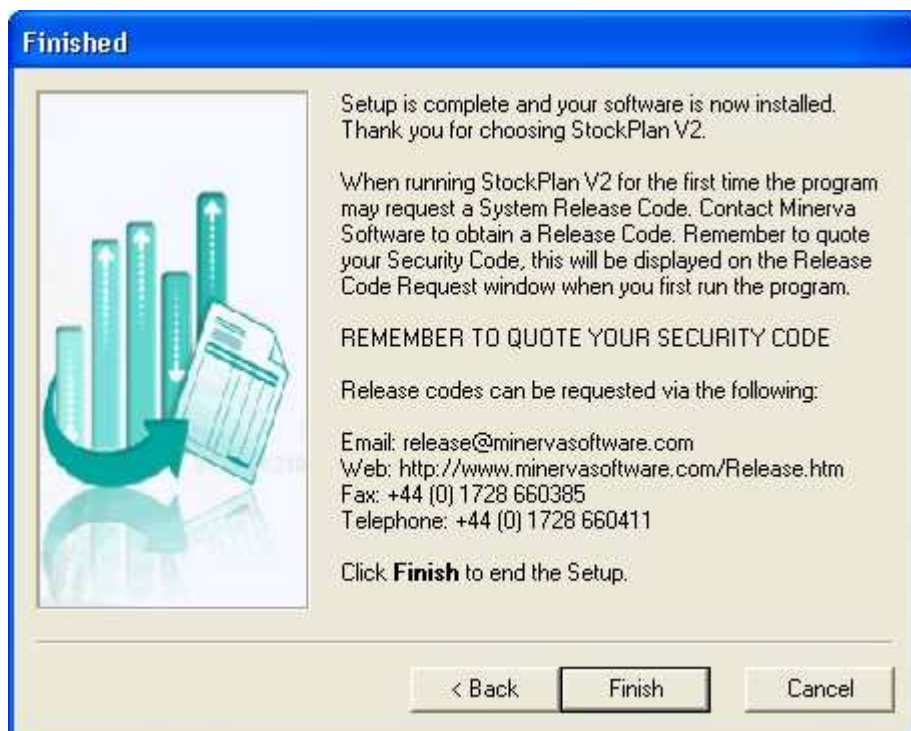 Finished
Setup is complete and your software is now installed.
Thank you for choosing StockPlan V2.
When running StockPlan V2 for the first time the program
may request a System Release Code. Contact Minerva
Software to obtain a Release Code. Remember to quote
your Security Code, this will be displayed on the Release
Code Request window when you first run the program.
REMEMBER TO QUOTE YOUR SECURITY CODE
Release codes can be requested via the following:
Email: release@minervasoftware.com
Web: http://www.minervasoftware.com/Release.htm
Fax: +44 (0) 1728 660385
Telephone: +44 (0) 1728 660411
Click Finish to end the Setup.
< Back
Finish
Cancel